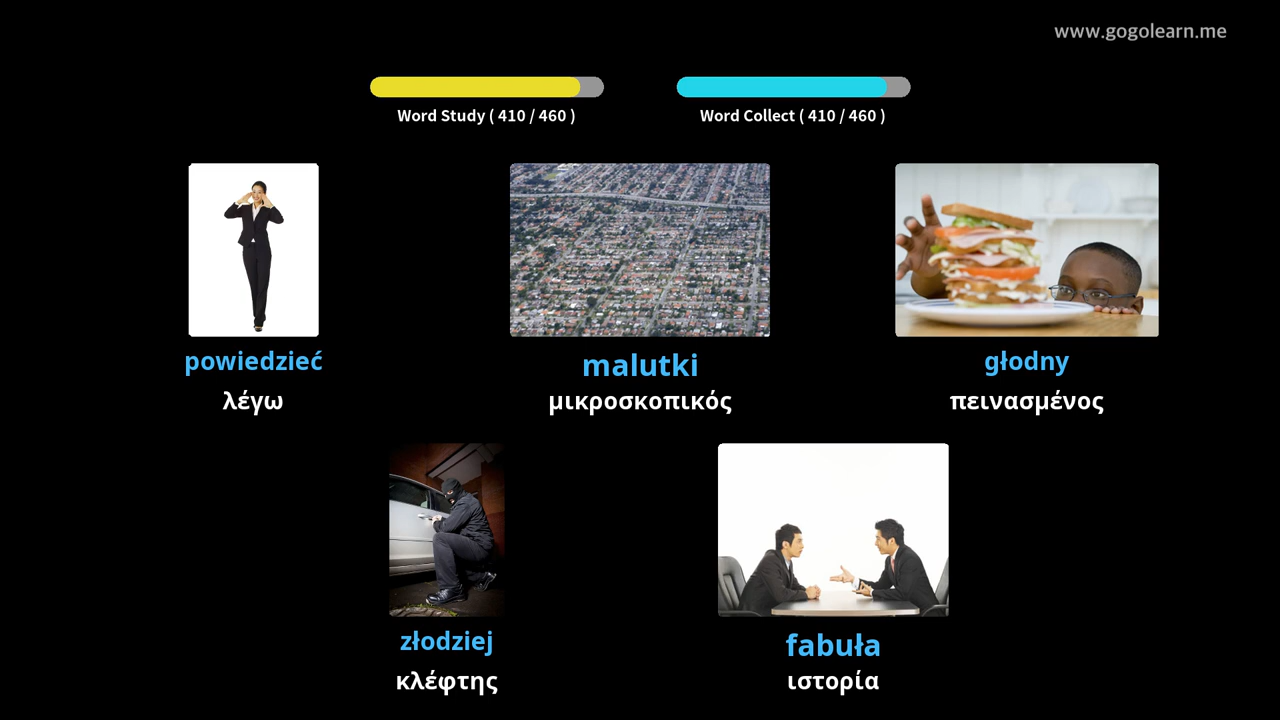 www.gogolearn.me
Word Study ( 410 / 460 )
Word Collect ( 410 / 460 )
powiedzieć
λέγω
malutki
μικροσκοπικός
głodny
πεινασμένος
złodziej
κλέφτης
fabuła
ιστορία